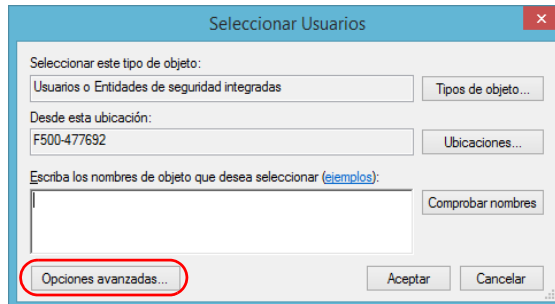 Seleccionar Usuarios
Seleccionar este tipo de objeto:
Usuarios o Entidades de seguridad integradas
Tipos de objeto...
Desde esta ubicación:
F500-477692
Ubicaciones...
Escriba los nombres de objeto que desea seleccionar (ejemplos):
Comprobar nombres
Opciones avanzadas...
Aceptar
Cancelar